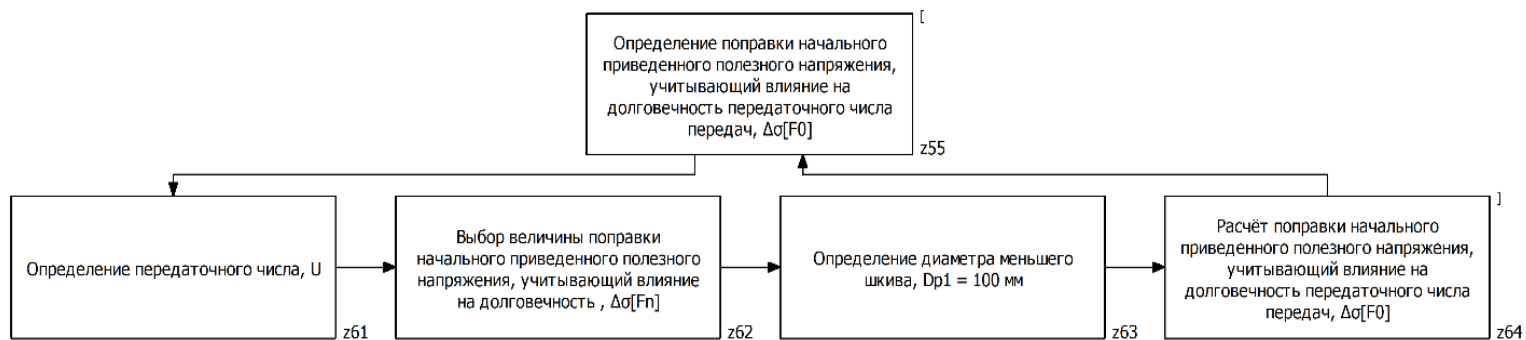 [
Определение поправки начального
приведенного полезного напряжения,
учитывающий влияние на
долговечность передаточного числа
передач, Δσ[F0]
z55
Определение передаточного числа, U
z61
Выбор величины поправки
начального приведенного полезного
напряжения, учитывающий влияние
на долговечность , Δσ[Fn]
z62
Определение диаметра меньшего
шкива, Dp1 = 100 мм
z63
]
Расчёт поправки начального
приведенного полезного напряжения,
учитывающий влияние на
долговечность передаточного числа
передач, Δσ[F0]
z64